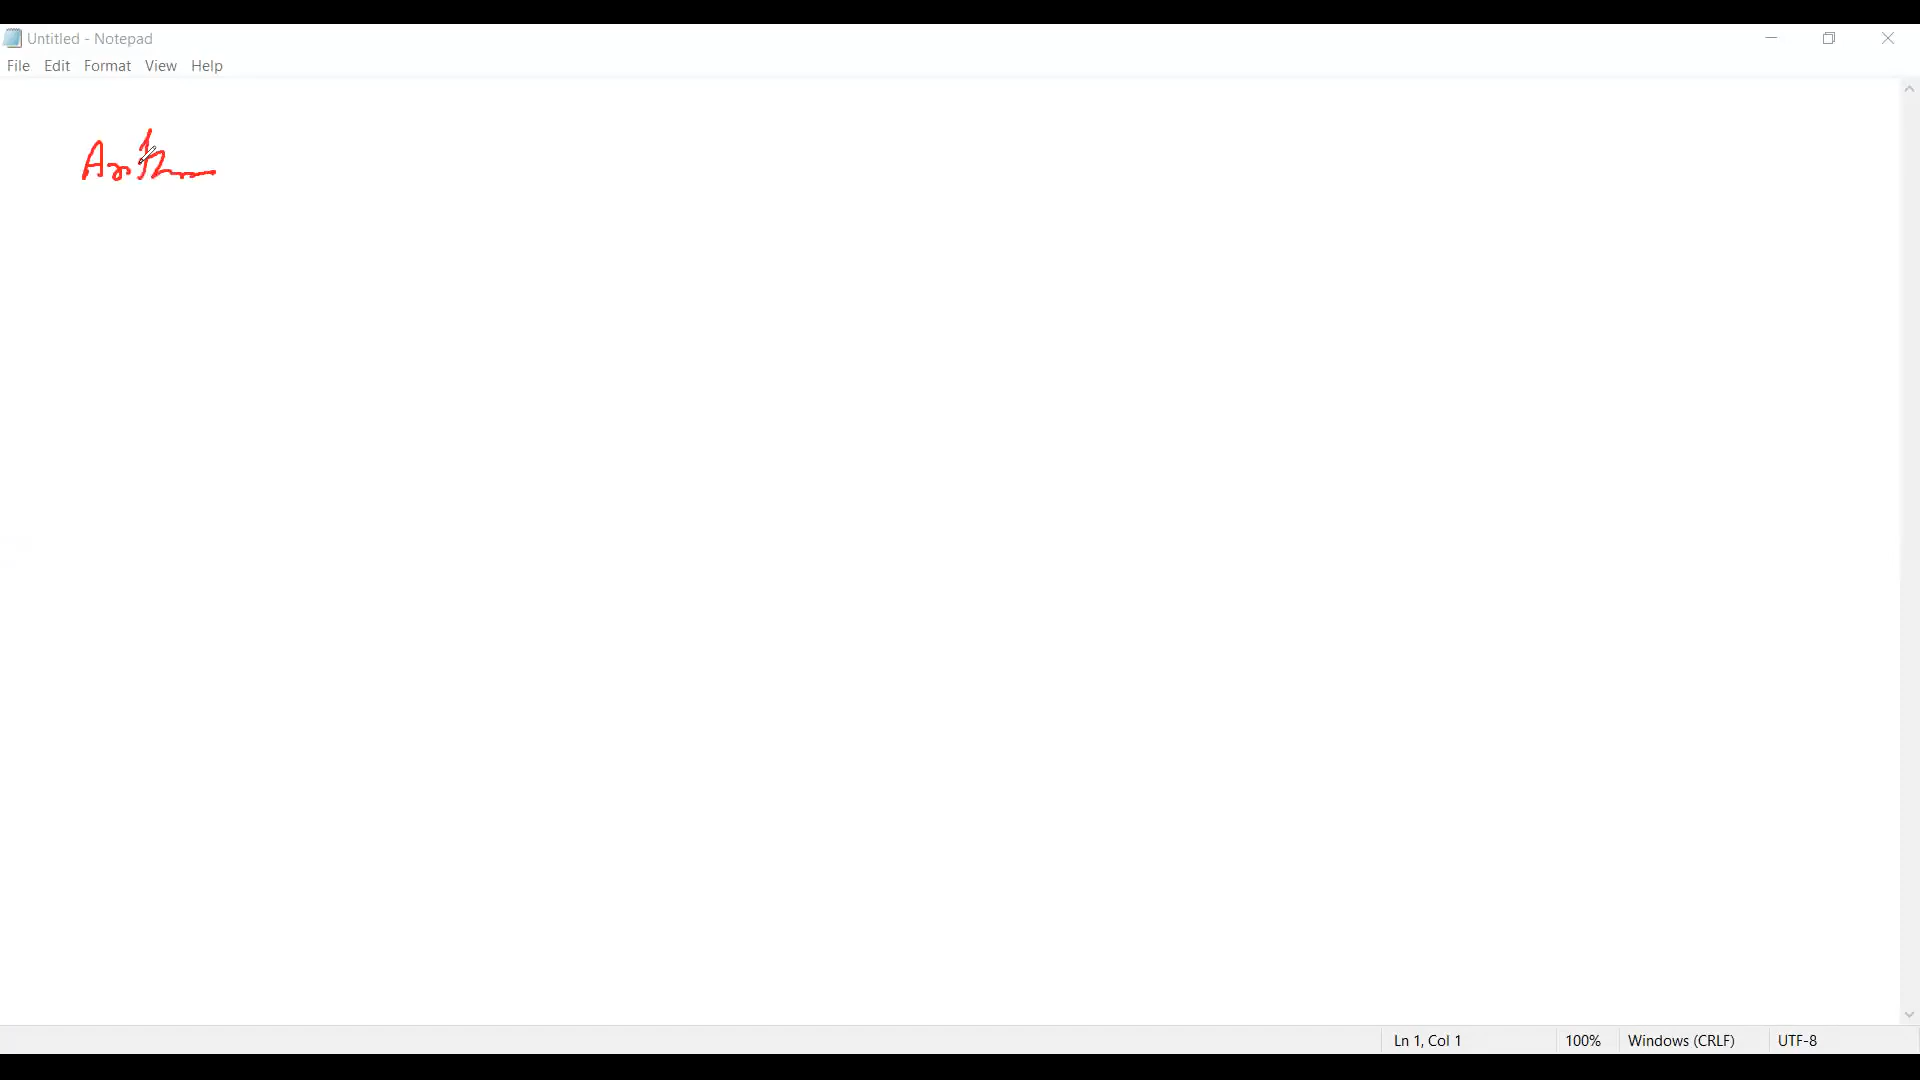 Untitled - Notepad
File Edit Format View Help
Ln 1, Col 1 100% Windows (CRLF) UTF-8